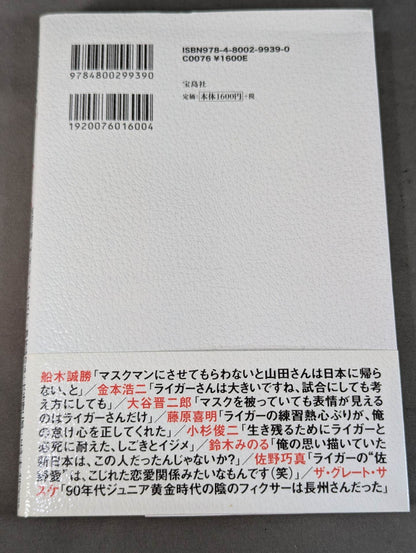 ISBN978-4-8002-9939-0
C0076 ¥1600E
9784800299390
宝島社
定価:本体1600円+税
1920076016004
船木誠勝「マスクマンにさせてもらわないと山田さんは日本に帰ら
ない、と」／金本浩二「ライガーさんは大きいですね、試合にしても考
え方にしても」／大谷晋二郎「マスクを被っていても表情が見える
のはライガーさんだけ」／藤原喜明「ライガーの練習熱心ぶりが、俺
の怠け心を正してくれた」／小杉俊二「生き残るためにライガーと
必死に耐えた、しごきとイジメ」／鈴木みのる「俺の思い描いていた
新日本は、この人だったんじゃないか?」／佐野巧真「ライガーの“佐
野愛”は、こじれた恋愛関係みたいなもんです(笑)」／ザ・グレート・サ
スケ「90年代ジュニア黄金時代の陰のフィクサーは長州さんだった」